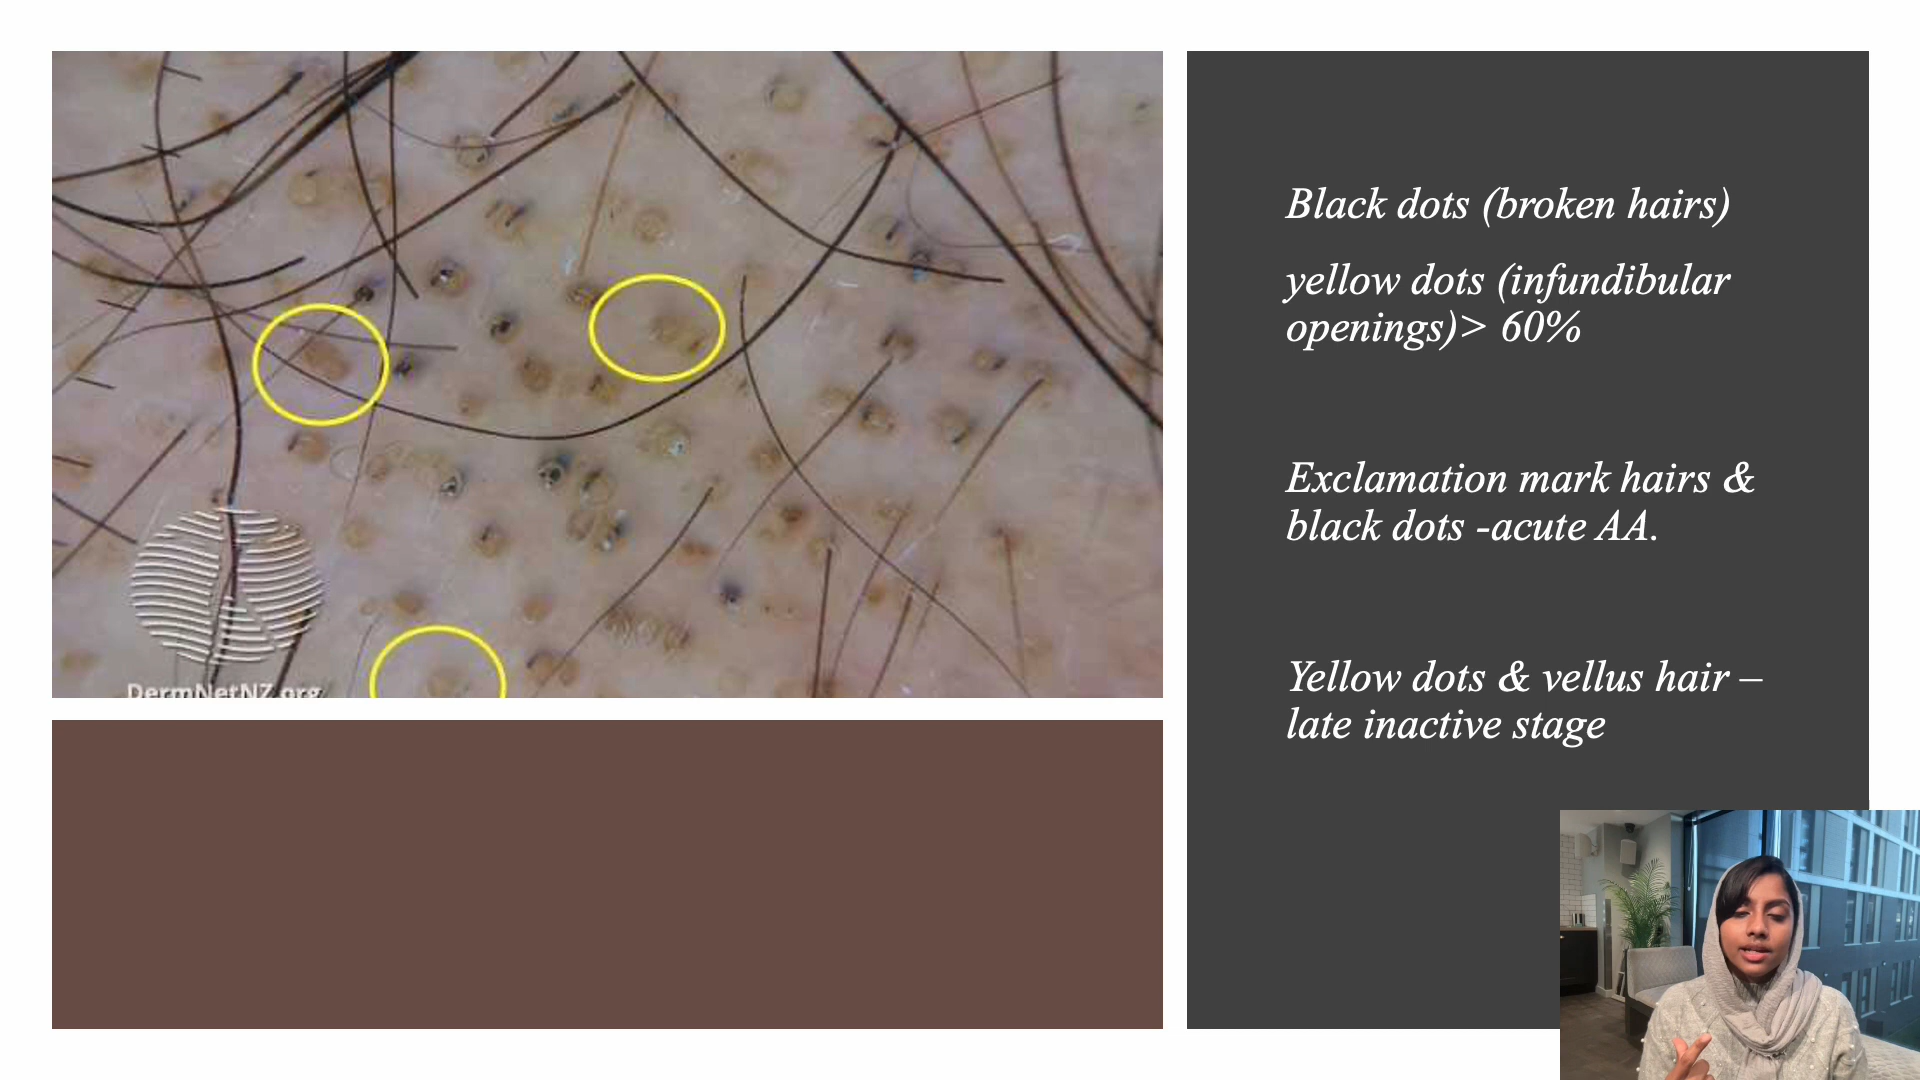 DermNetNZ.org
Black dots (broken hairs)
yellow dots (infundibular
openings)> 60%
Exclamation mark hairs &
black dots -acute AA.
Yellow dots & vellus hair –
late inactive stage